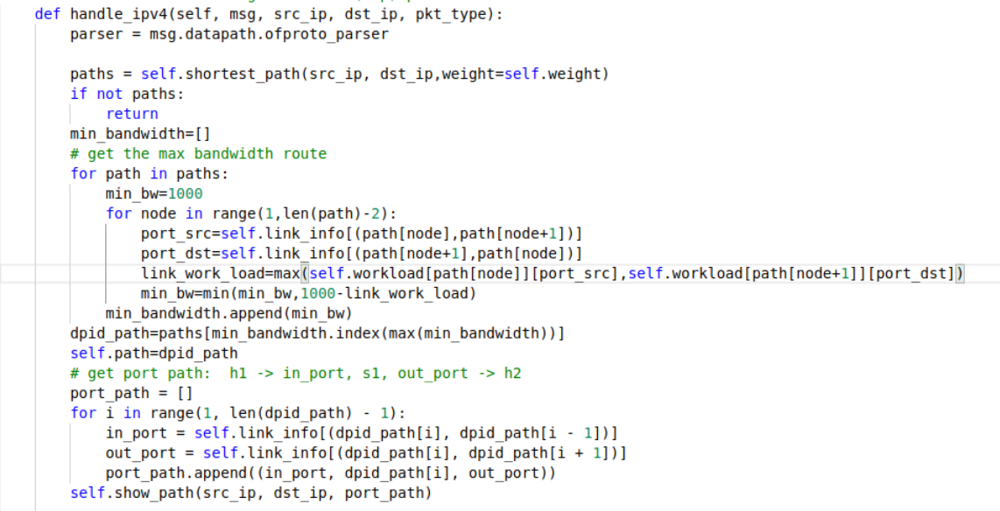 def handle_ipv4(self, msg, src_ip, dst_ip, pkt_type):
parser = msg.datapath.ofproto_parser
paths = self.shortest_path(src_ip, dst_ip,weight=self.weight)
if not paths:
return
min_bandwidth=[]
# get the max bandwidth route
for path in paths:
min_bw=1000
for node in range(1,len(path)-2):
port_src=self.link_info[(path[node],path[node+1])]
port_dst=self.link_info[(path[node+1],path[node])]
link_work_load=max(self.workload[path[node]][port_src],self.workload[path[node+1]][port_dst])
min_bw=min(min_bw,1000-link_work_load)
min_bandwidth.append(min_bw)
dpid_path=paths[min_bandwidth.index(max(min_bandwidth))]
self.path=dpid_path
# get port path:  h1 -> in_port, s1, out_port -> h2
port_path = []
for i in range(1, len(dpid_path) - 1):
in_port = self.link_info[(dpid_path[i], dpid_path[i - 1])]
out_port = self.link_info[(dpid_path[i], dpid_path[i + 1])]
port_path.append((in_port, dpid_path[i], out_port))
self.show_path(src_ip, dst_ip, port_path)